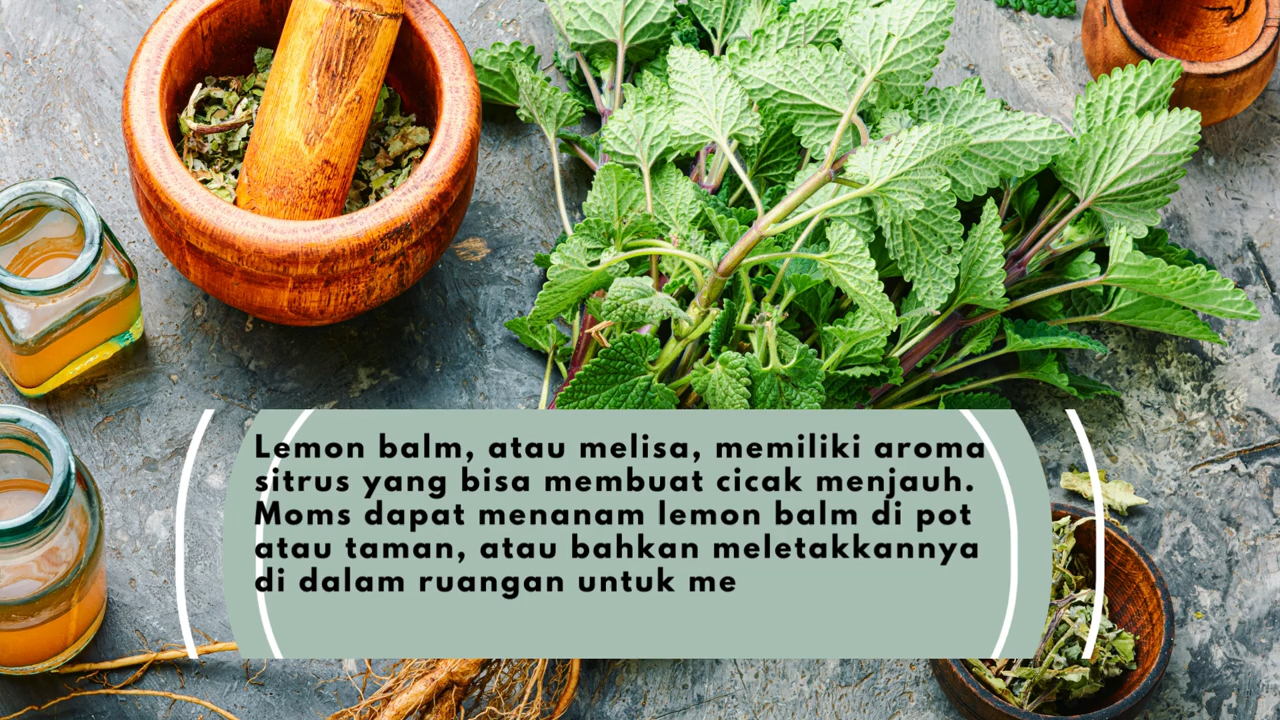 Lemon balm, atau melisa, memiliki aroma
sitrus yang bisa membuat cicak menjauh.
Moms dapat menanam lemon balm di pot
atau taman, atau bahkan meletakkannya
di dalam ruangan untuk me